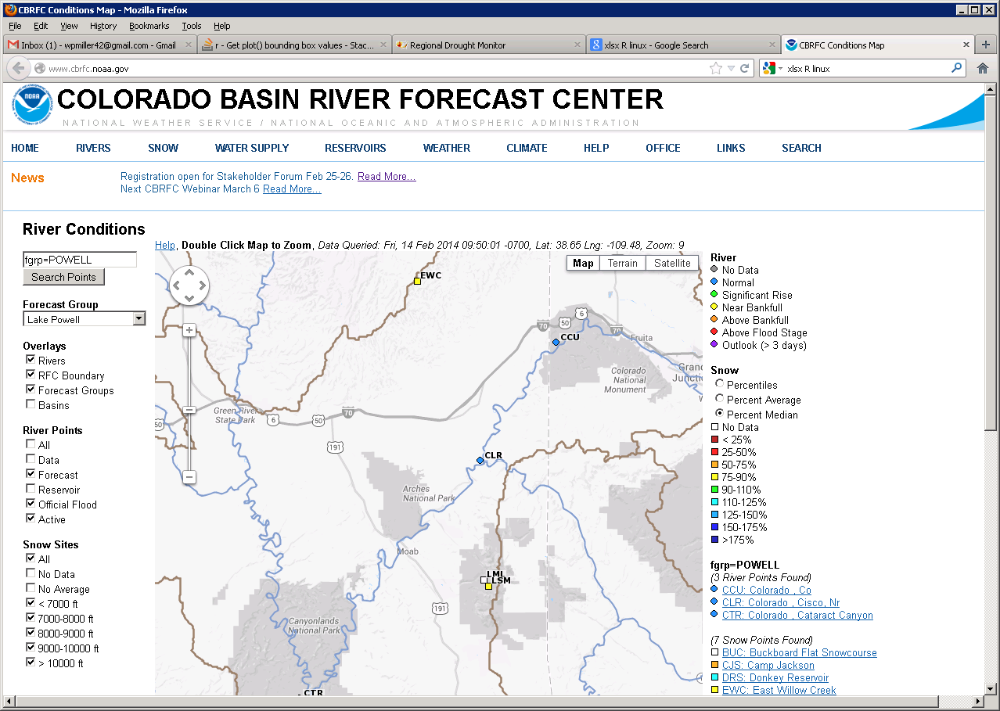 CBRFC Conditions Map - Mozilla Firefox
File Edit View History Bookmarks Tools Help
Inbox (1) - wpmiller42@gmail.com - Gmail
r - Get plot() bounding box values - Stac...
Regional Drought Monitor
xlsx R linux - Google Search
CBRFC Conditions Map
www.cbrfc.noaa.gov
xlsx R linux
NOAA
COLORADO BASIN RIVER FORECAST CENTER
NATIONAL WEATHER SERVICE / NATIONAL OCEANIC AND ATMOSPHERIC ADMINISTRATION
HOME RIVERS SNOW WATER SUPPLY RESERVOIRS WEATHER CLIMATE HELP OFFICE LINKS SEARCH
News
Registration open for Stakeholder Forum Feb 25-26. Read More...
Next CBRFC Webinar March 6 Read More...
River Conditions
Help, Double Click Map to Zoom, Data Queried: Fri, 14 Feb 2014 09:50:01 -0700, Lat: 38.65 Lng: -109.48, Zoom: 9
fgrp=POWELL
Search Points
Forecast Group
Lake Powell
Overlays
Rivers
RFC Boundary
Forecast Groups
Basins
River Points
All
Data
Forecast
Reservoir
Official Flood
Active
Snow Sites
All
No Data
No Average
< 7000 ft
7000-8000 ft
8000-9000 ft
9000-10000 ft
> 10000 ft
Map Terrain Satellite
EWC
6
50
70
70
CCU
Fruita
Grand
Junction
Colorado
National
Monument
Green River
State Park
50
6
50
70
191
CLR
Arches
National Park
Moab
LML
LSM
191
Canyonlands
National Park
CTR
River
No Data
Normal
Significant Rise
Near Bankfull
Above Bankfull
Above Flood Stage
Outlook (> 3 days)
Snow
Percentiles
Percent Average
Percent Median
No Data
< 25%
25-50%
50-75%
75-90%
90-110%
110-125%
125-150%
150-175%
>175%
fgrp=POWELL
(3 River Points Found)
CCU: Colorado , Co
CLR: Colorado , Cisco, Nr
CTR: Colorado , Cataract Canyon
(7 Snow Points Found)
BUC: Buckboard Flat Snowcourse
CJS: Camp Jackson
DRS: Donkey Reservoir
EWC: East Willow Creek